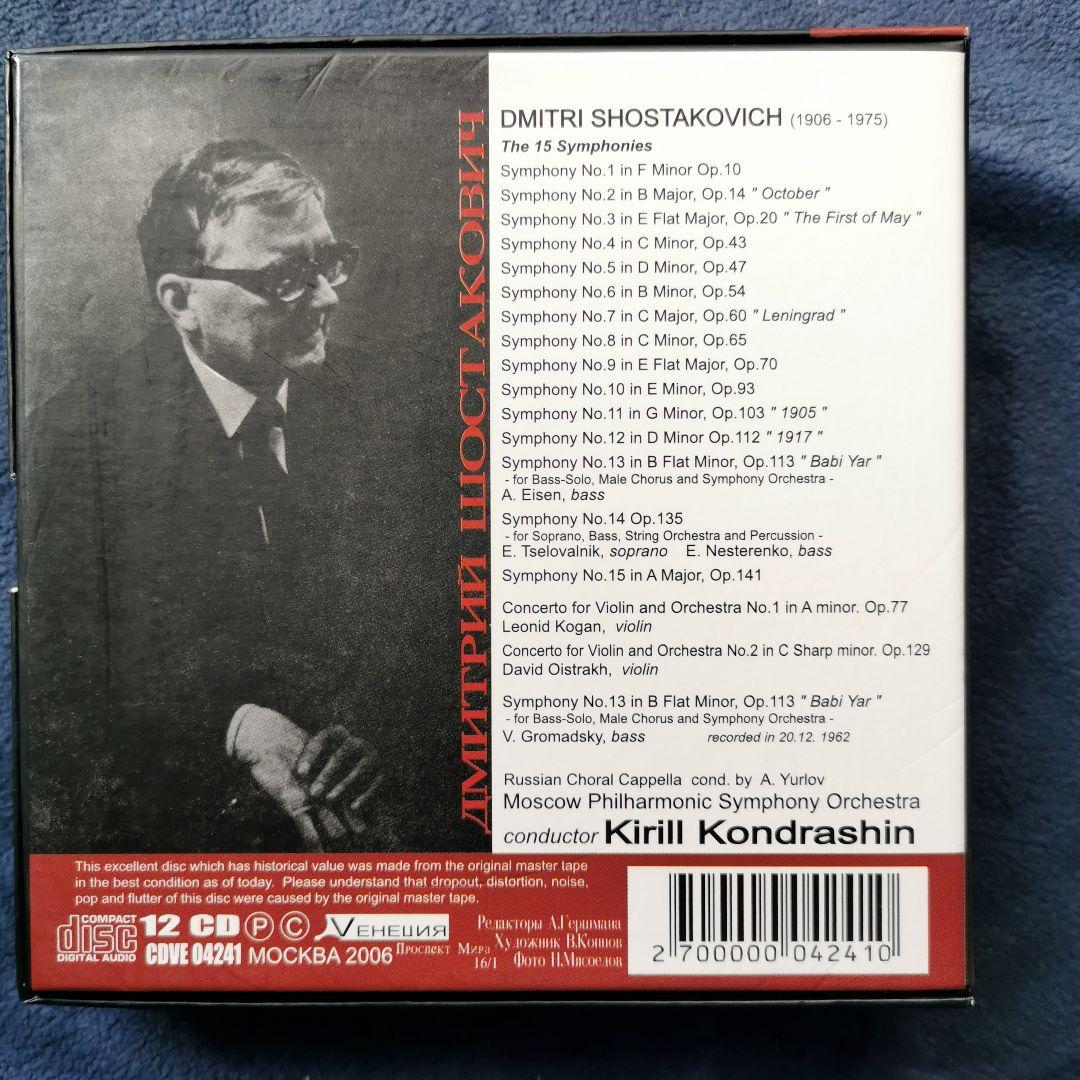 ДМИТРИЙ ШОСТАКОВИЧ
DMITRI SHOSTAKOVICH (1906 - 1975)
The 15 Symphonies
Symphony No.1 in F Minor Op.10
Symphony No.2 in B Major, Op.14 " October "
Symphony No.3 in E Flat Major, Op.20 " The First of May "
Symphony No.4 in C Minor, Op.43
Symphony No.5 in D Minor, Op.47
Symphony No.6 in B Minor, Op.54
Symphony No.7 in C Major, Op.60 " Leningrad "
Symphony No.8 in C Minor, Op.65
Symphony No.9 in E Flat Major, Op.70
Symphony No.10 in E Minor, Op.93
Symphony No.11 in G Minor, Op.103 " 1905 "
Symphony No.12 in D Minor Op.112 " 1917 "
Symphony No.13 in B Flat Minor, Op.113 " Babi Yar "
- for Bass-Solo, Male Chorus and Symphony Orchestra -
A. Eisen, bass
Symphony No.14 Op.135
- for Soprano, Bass, String Orchestra and Percussion -
E. Tselovalnik, soprano E. Nesterenko, bass
Symphony No.15 in A Major, Op.141
Concerto for Violin and Orchestra No.1 in A minor. Op.77
Leonid Kogan, violin
Concerto for Violin and Orchestra No.2 in C Sharp minor. Op.129
David Oistrakh, violin
Symphony No.13 in B Flat Minor, Op.113 " Babi Yar "
- for Bass-Solo, Male Chorus and Symphony Orchestra -
V. Gromadsky, bass recorded in 20.12. 1962
Russian Choral Cappella cond. by A. Yurlov
Moscow Philharmonic Symphony Orchestra
conductor Kirill Kondrashin
This excellent disc which has historical value was made from the original master tape
in the best condition as of today. Please understand that dropout, distortion, noise,
pop and flutter of this disc were caused by the original master tape.
COMPACT
disc
DIGITAL AUDIO
12 CD Ⓟ Ⓒ VЕНЕЦИЯ
CDVE 04241 МОСКВА 2006 Проспект Мира
16/1
Редакторы А.Гершмана
Художник В.Копцов
Фото И.Мясоедов
2 700000 042410